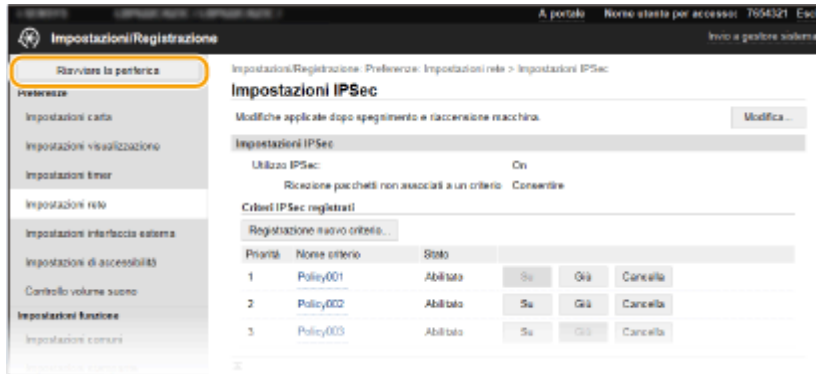 A portale Nome utente per accesso: 7654321 Esci
Impostazioni/Registrazione
Invio a gestore sistema
Riavviare la periferica
Preferenze
Impostazioni carta
Impostazioni visualizzazione
Impostazioni timer
Impostazioni rete
Impostazioni interfaccia esterna
Impostazioni di accessibilità
Controllo volume suono
Impostazioni funzione
Impostazioni comuni
Impostazioni/Registrazione: Preferenze: Impostazioni rete > Impostazioni IPSec
Impostazioni IPSec
Modifiche applicate dopo spegnimento e riaccensione macchina.
Modifica...
Impostazioni IPSec
Utilizzo IPSec: On
Ricezione pacchetti non associati a un criterio Consentire
Criteri IPSec registrati
Registrazione nuovo criterio...
Priorità Nome criterio Stato
1 Policy001 Abilitato Su Giù Cancella
2 Policy002 Abilitato Su Giù Cancella
3 Policy003 Abilitato Su Giù Cancella